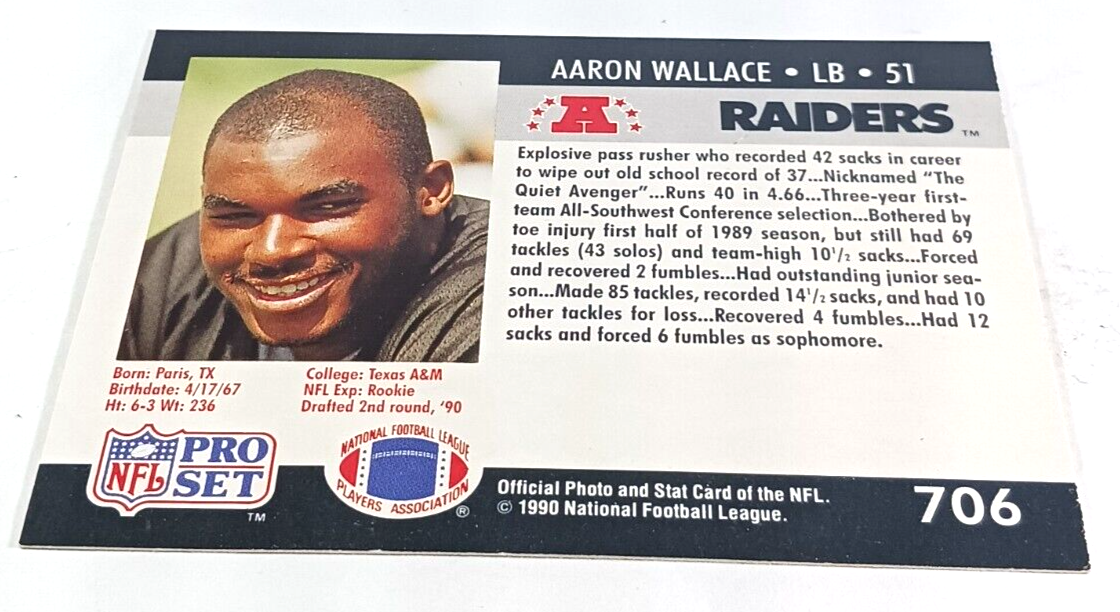 AARON WALLACE • LB • 51
A
RAIDERS TM
Explosive pass rusher who recorded 42 sacks in career
to wipe out old school record of 37...Nicknamed "The
Quiet Avenger"...Runs 40 in 4.66...Three-year first-
team All-Southwest Conference selection...Bothered by
toe injury first half of 1989 season, but still had 69
tackles (43 solos) and team-high 10 1/2 sacks...Forced
and recovered 2 fumbles...Had outstanding junior sea-
son...Made 85 tackles, recorded 14 1/2 sacks, and had 10
other tackles for loss...Recovered 4 fumbles...Had 12
sacks and forced 6 fumbles as sophomore.
Born: Paris, TX
Birthdate: 4/17/67
Ht: 6-3 Wt: 236
College: Texas A&M
NFL Exp: Rookie
Drafted 2nd round, '90
NFL PRO SET TM
NATIONAL FOOTBALL LEAGUE
PLAYERS ASSOCIATION ®
Official Photo and Stat Card of the NFL.
© 1990 National Football League.
706